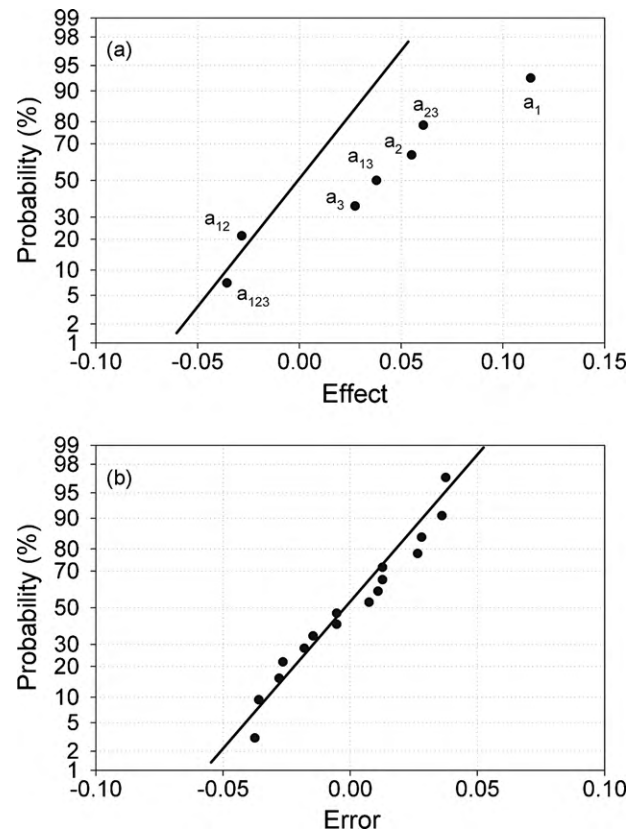 99
98
95
90
80
70
50
30
20
10
5
2
1
Probability (%)
(a)
a1
a23
a2
a13
a3
a12
a123
-0.10 -0.05 0.00 0.05 0.10 0.15
Effect
99
98
95
90
80
70
50
30
20
10
5
2
1
Probability (%)
(b)
-0.10 -0.05 0.00 0.05 0.10
Error